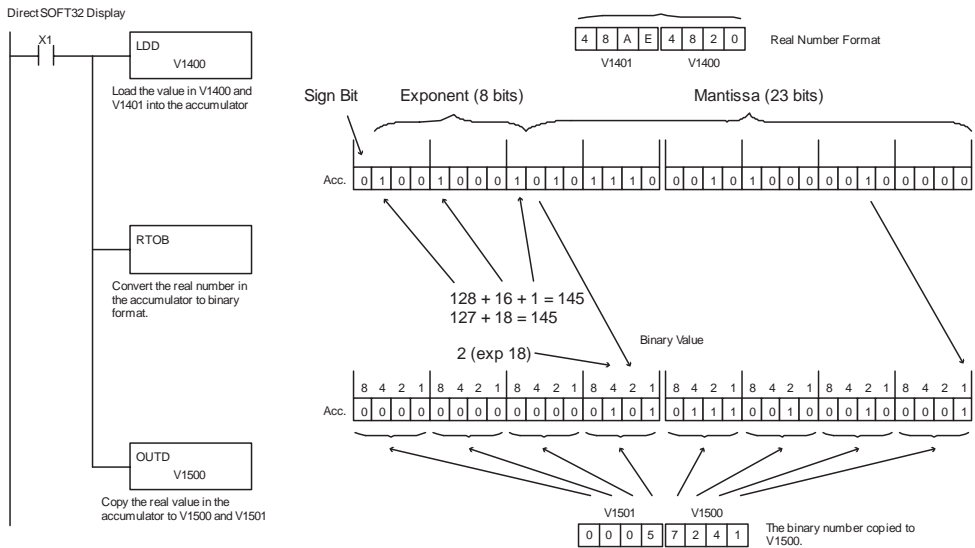 DirectSOFT32 Display
X1
LDD
V1400
Load the value in V1400 and
V1401 into the accumulator
4 8 A E 4 8 2 0
Real Number Format
V1401 V1400
Sign Bit
Exponent (8 bits)
Mantissa (23 bits)
Acc. 0 1 0 0 1 0 0 0 1 0 1 0 1 1 1 0 0 0 1 0 1 0 0 0 0 0 1 0 0 0 0 0
RTOB
Convert the real number in
the accumulator to binary
format.
128 + 16 + 1 = 145
127 + 18 = 145
Binary Value
2 (exp 18)
8 4 2 1 8 4 2 1 8 4 2 1 8 4 2 1 8 4 2 1 8 4 2 1 8 4 2 1 8 4 2 1
Acc. 0 0 0 0 0 0 0 0 0 0 0 0 0 1 0 1 0 1 1 1 0 0 1 0 0 0 1 0 0 0 0 1
OUTD
V1500
Copy the real value in the
accumulator to V1500 and V1501
V1501 V1500
0 0 0 5 7 2 4 1
The binary number copied to
V1500.